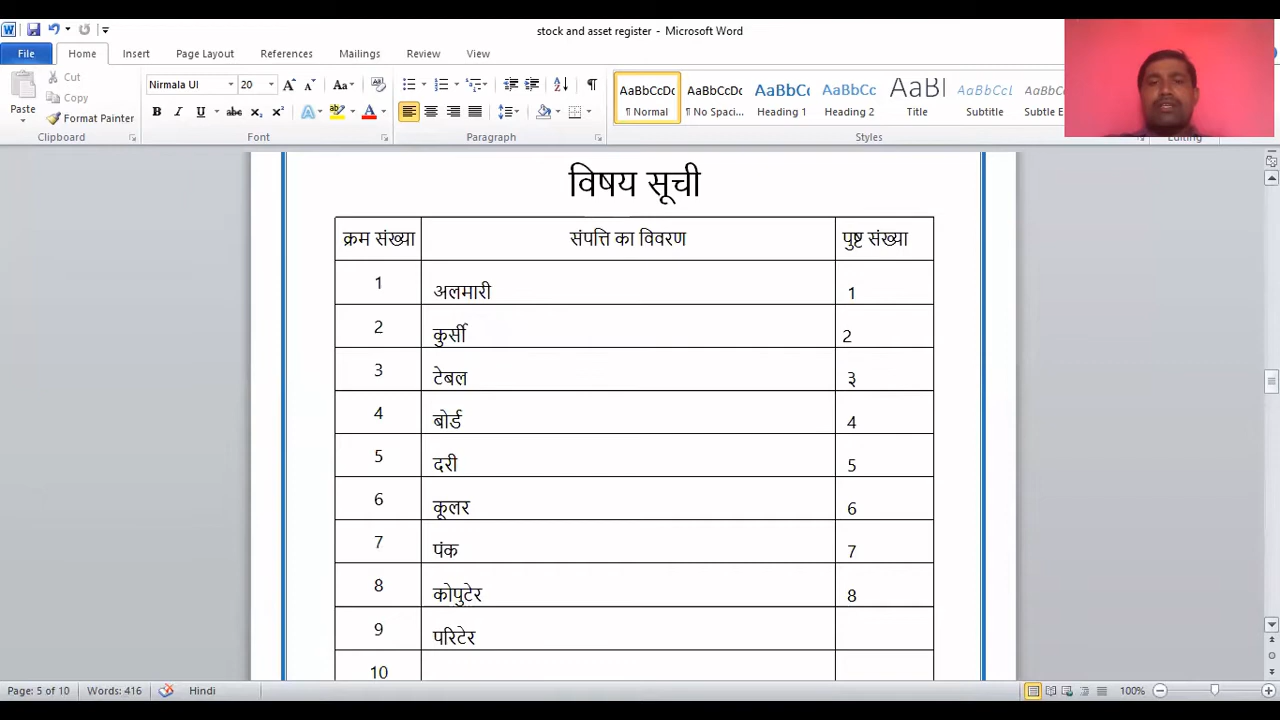 stock and asset register - Microsoft Word
File Home Insert Page Layout References Mailings Review View
Cut
Copy
Format Painter
Paste
Nirmala UI 20
AaBbCcDc AaBbCcDc AaBbCc AaBbCc AaBl AaBbCcL AaBbCc
¶ Normal ¶ No Spaci... Heading 1 Heading 2 Title Subtitle Subtle E
Clipboard Font Paragraph Styles Editing
विषय सूची
क्रम संख्या संपत्ति का विवरण पुष्ट संख्या
1 अलमारी 1
2 कुर्सी 2
3 टेबल ३
4 बोर्ड 4
5 दरी 5
6 कूलर 6
7 पंक 7
8 कोपुटेर 8
9 परिटेर
10
Page: 5 of 10 Words: 416 Hindi 100%